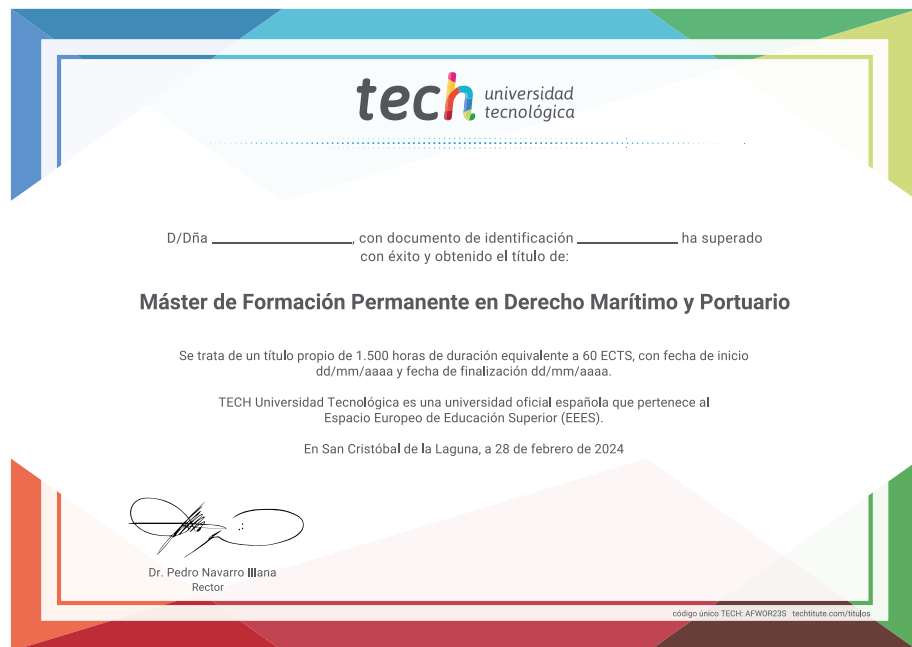 tech universidad
tecnológica
D/Dña ____________________, con documento de identificación ______________ ha superado
con éxito y obtenido el título de:
Máster de Formación Permanente en Derecho Marítimo y Portuario
Se trata de un título propio de 1.500 horas de duración equivalente a 60 ECTS, con fecha de inicio
dd/mm/aaaa y fecha de finalización dd/mm/aaaa.
TECH Universidad Tecnológica es una universidad oficial española que pertenece al
Espacio Europeo de Educación Superior (EEES).
En San Cristóbal de la Laguna, a 28 de febrero de 2024
Dr. Pedro Navarro Illana
Rector
código único TECH: AFWOR23S techtitute.com/titulos